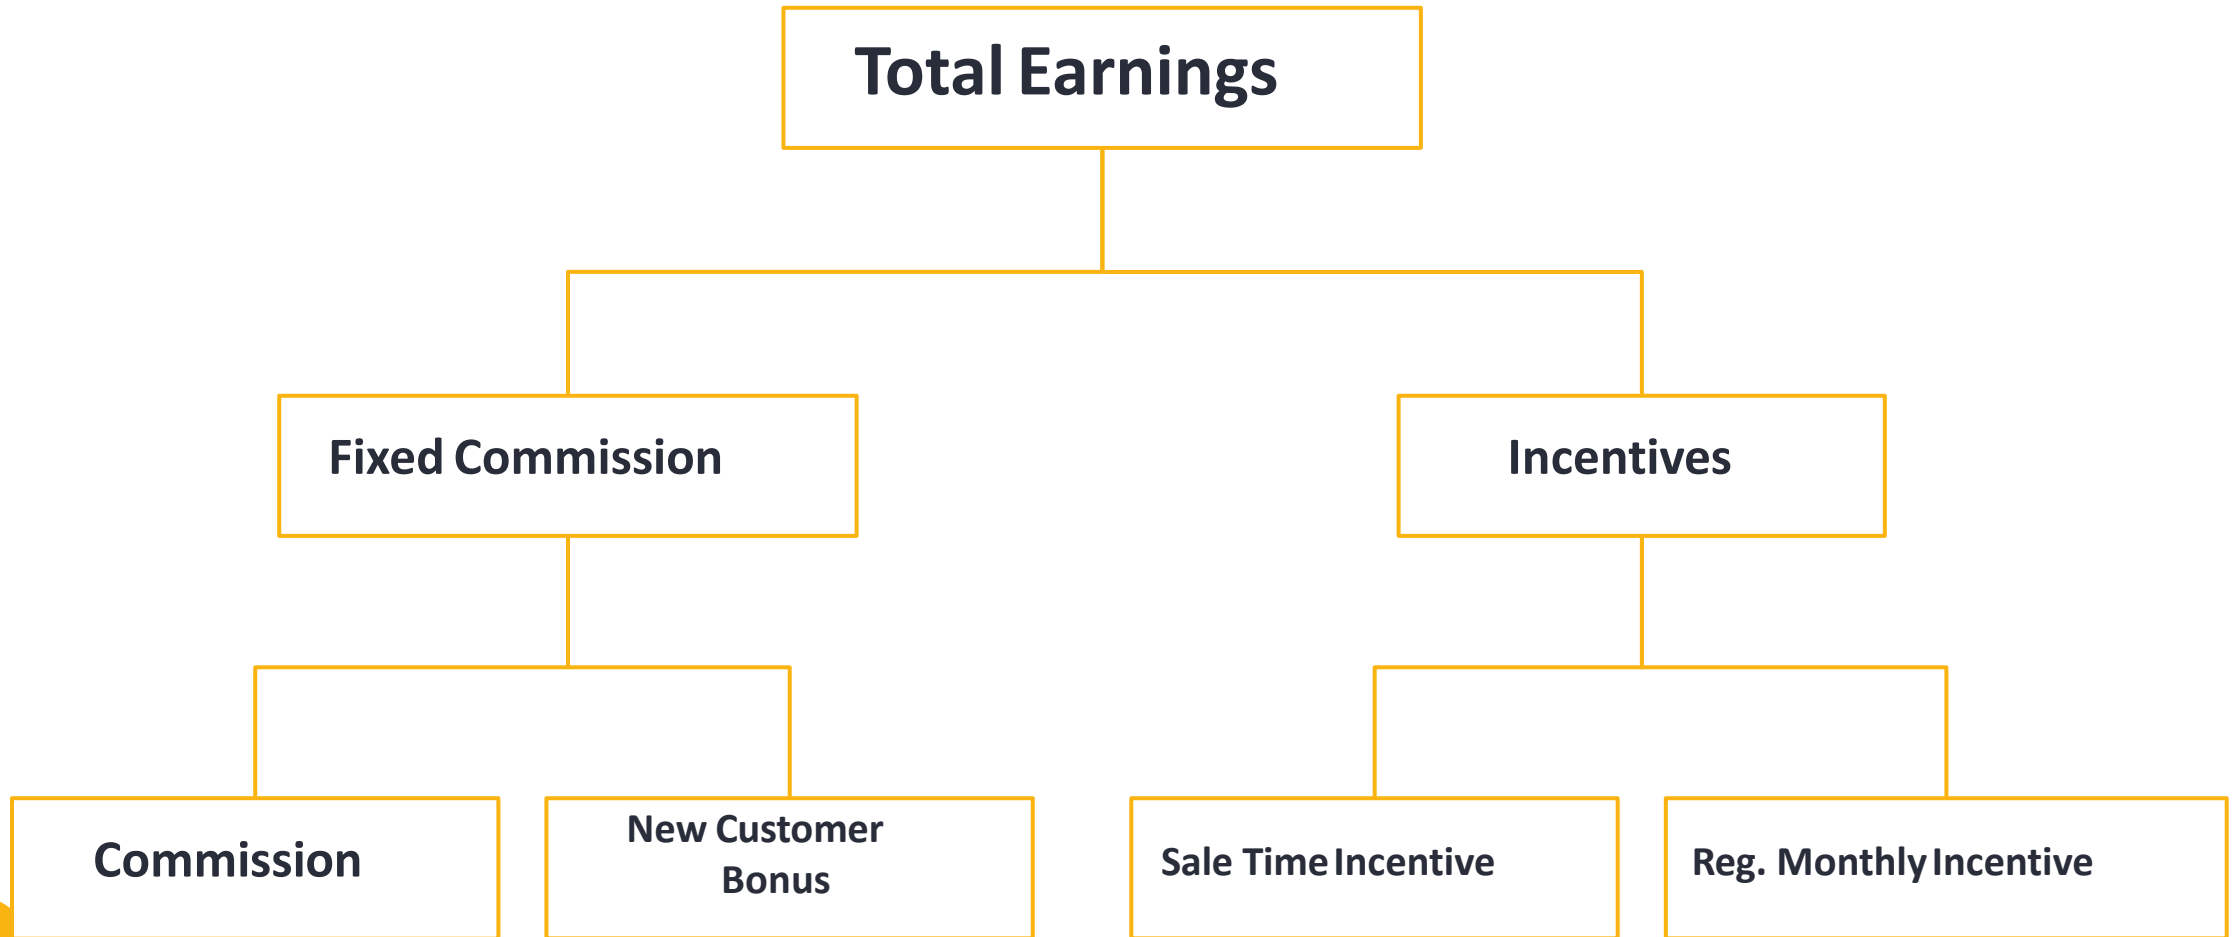 Total Earnings
Fixed Commission
Incentives
Commission
New Customer
Bonus
Sale Time Incentive
Reg. Monthly Incentive